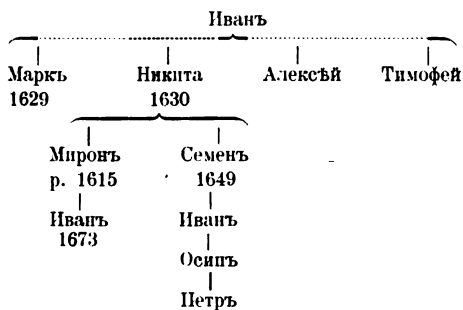 Иванъ
Маркъ Никита Алексѣй Тимофей
1629 1630
Миронъ Семенъ
р. 1615 1649
Иванъ Иванъ
1673
Осипъ
Петръ